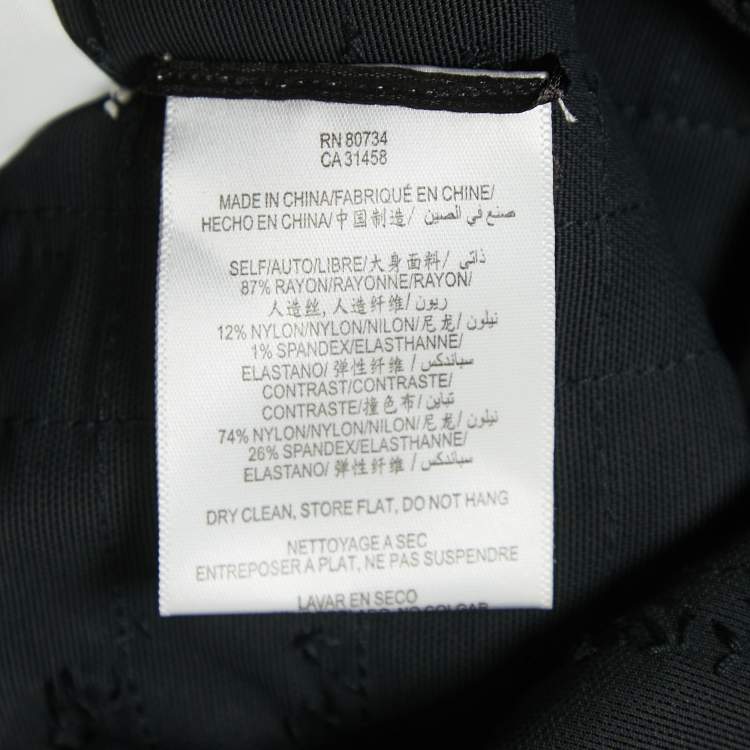 RN 80734
CA 31458
MADE IN CHINA/FABRIQUÉ EN CHINE/
HECHO EN CHINA/中国制造/ صنع في الصين
SELF/AUTO/LIBRE/大身面料/ ذاتي
87% RAYON/RAYONNE/RAYON/
人造丝, 人造纤维/ ريون
12% NYLON/NYLON/NILON/尼龙/ نيلون
1% SPANDEX/ELASTHANNE/
ELASTANO/ 弹性纤维/ سباندكس
CONTRAST/CONTRASTE/
CONTRASTE/撞色布/ تباين
74% NYLON/NYLON/NILON/尼龙/ نيلون
26% SPANDEX/ELASTHANNE/
ELASTANO/ 弹性纤维/ سباندكس
DRY CLEAN, STORE FLAT, DO NOT HANG
NETTOYAGE A SEC
ENTREPOSER A PLAT, NE PAS SUSPENDRE
LAVAR EN SECO
NO COLGAR